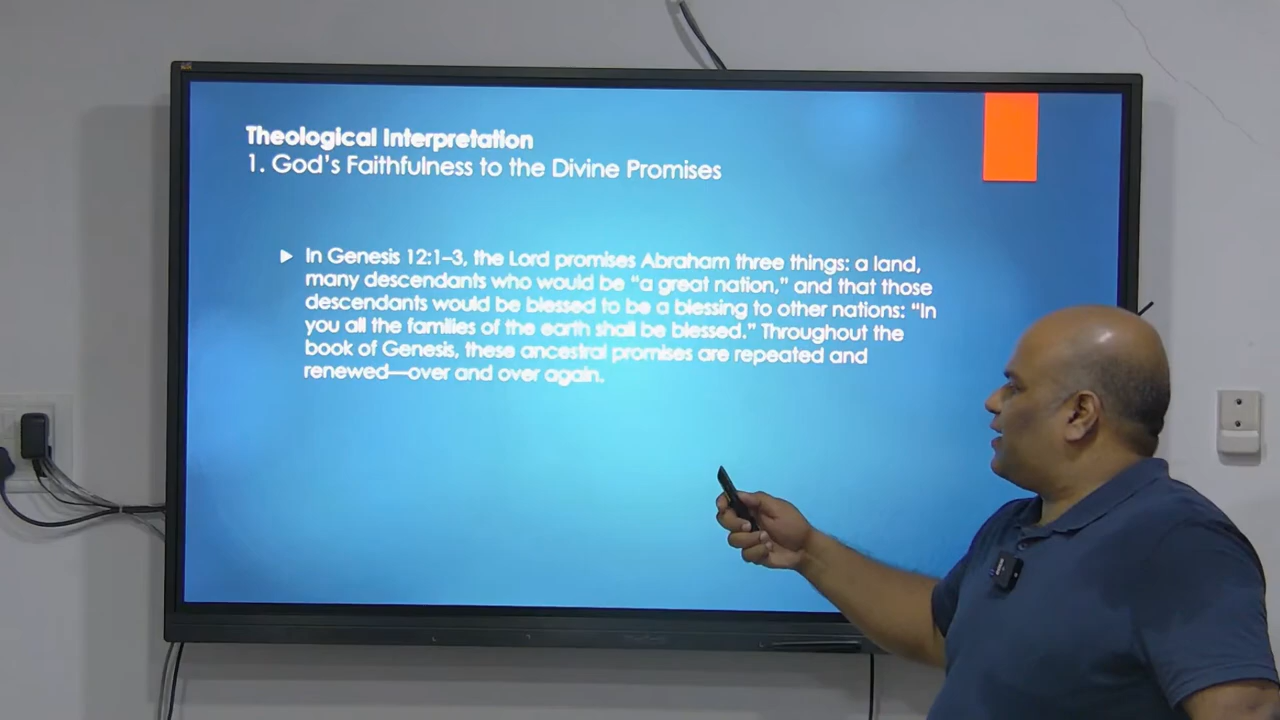 Theological Interpretation
1. God's Faithfulness to the Divine Promises
In Genesis 12:1–3, the Lord promises Abraham three things: a land,
many descendants who would be “a great nation,” and that those
descendants would be blessed to be a blessing to other nations: “In
you all the families of the earth shall be blessed.” Throughout the
book of Genesis, these ancestral promises are repeated and
renewed—over and over again.